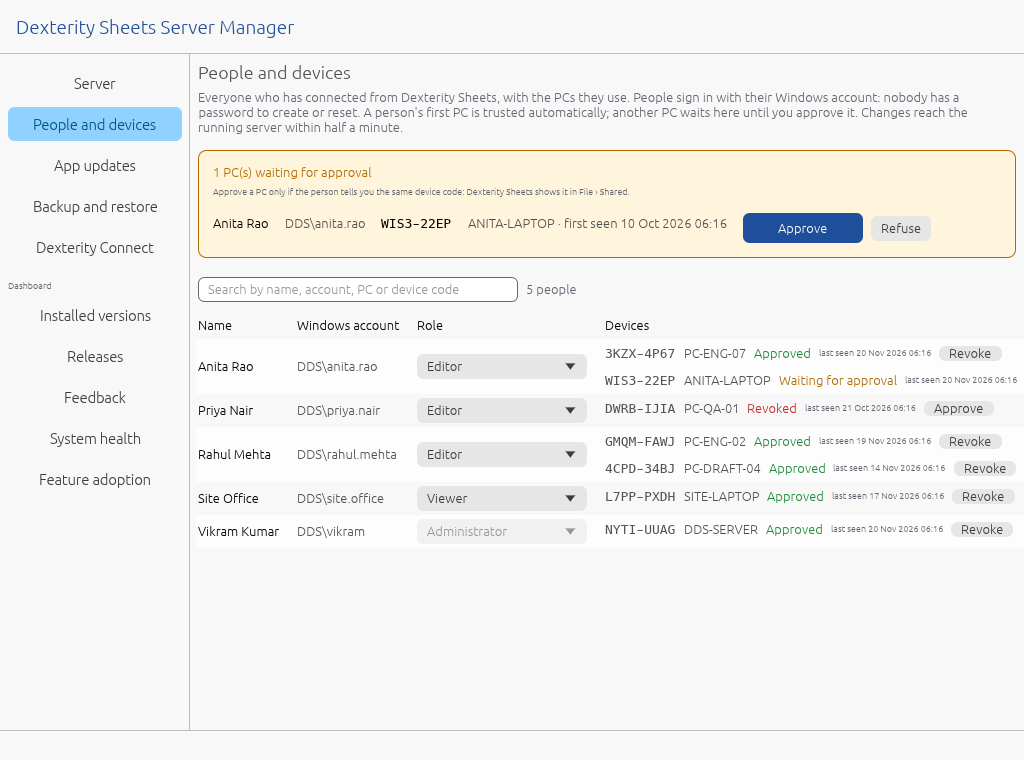 Dexterity Sheets Server Manager
Server
People and devices
App updates
Backup and restore
Dexterity Connect
Dashboard
Installed versions
Releases
Feedback
System health
Feature adoption
People and devices
Everyone who has connected from Dexterity Sheets, with the PCs they use. People sign in with their Windows account: nobody has a
password to create or reset. A person's first PC is trusted automatically; another PC waits here until you approve it. Changes reach the
running server within half a minute.
1 PC(s) waiting for approval
Approve a PC only if the person tells you the same device code: Dexterity Sheets shows it in File › Shared.
Anita Rao DDS\anita.rao WIS3-22EP ANITA-LAPTOP · first seen 10 Oct 2026 06:16 Approve Refuse
Search by name, account, PC or device code 5 people
Name Windows account Role Devices
Anita Rao DDS\anita.rao Editor
3KZX-4P67 PC-ENG-07 Approved last seen 20 Nov 2026 06:16 Revoke
WIS3-22EP ANITA-LAPTOP Waiting for approval last seen 20 Nov 2026 06:16
Priya Nair DDS\priya.nair Editor DWRB-IJIA PC-QA-01 Revoked last seen 21 Oct 2026 06:16 Approve
Rahul Mehta DDS\rahul.mehta Editor
GMQM-FAWJ PC-ENG-02 Approved last seen 19 Nov 2026 06:16 Revoke
4CPD-34BJ PC-DRAFT-04 Approved last seen 14 Nov 2026 06:16 Revoke
Site Office DDS\site.office Viewer L7PP-PXDH SITE-LAPTOP Approved last seen 17 Nov 2026 06:16 Revoke
Vikram Kumar DDS\vikram Administrator NYTI-UUAG DDS-SERVER Approved last seen 20 Nov 2026 06:16 Revoke